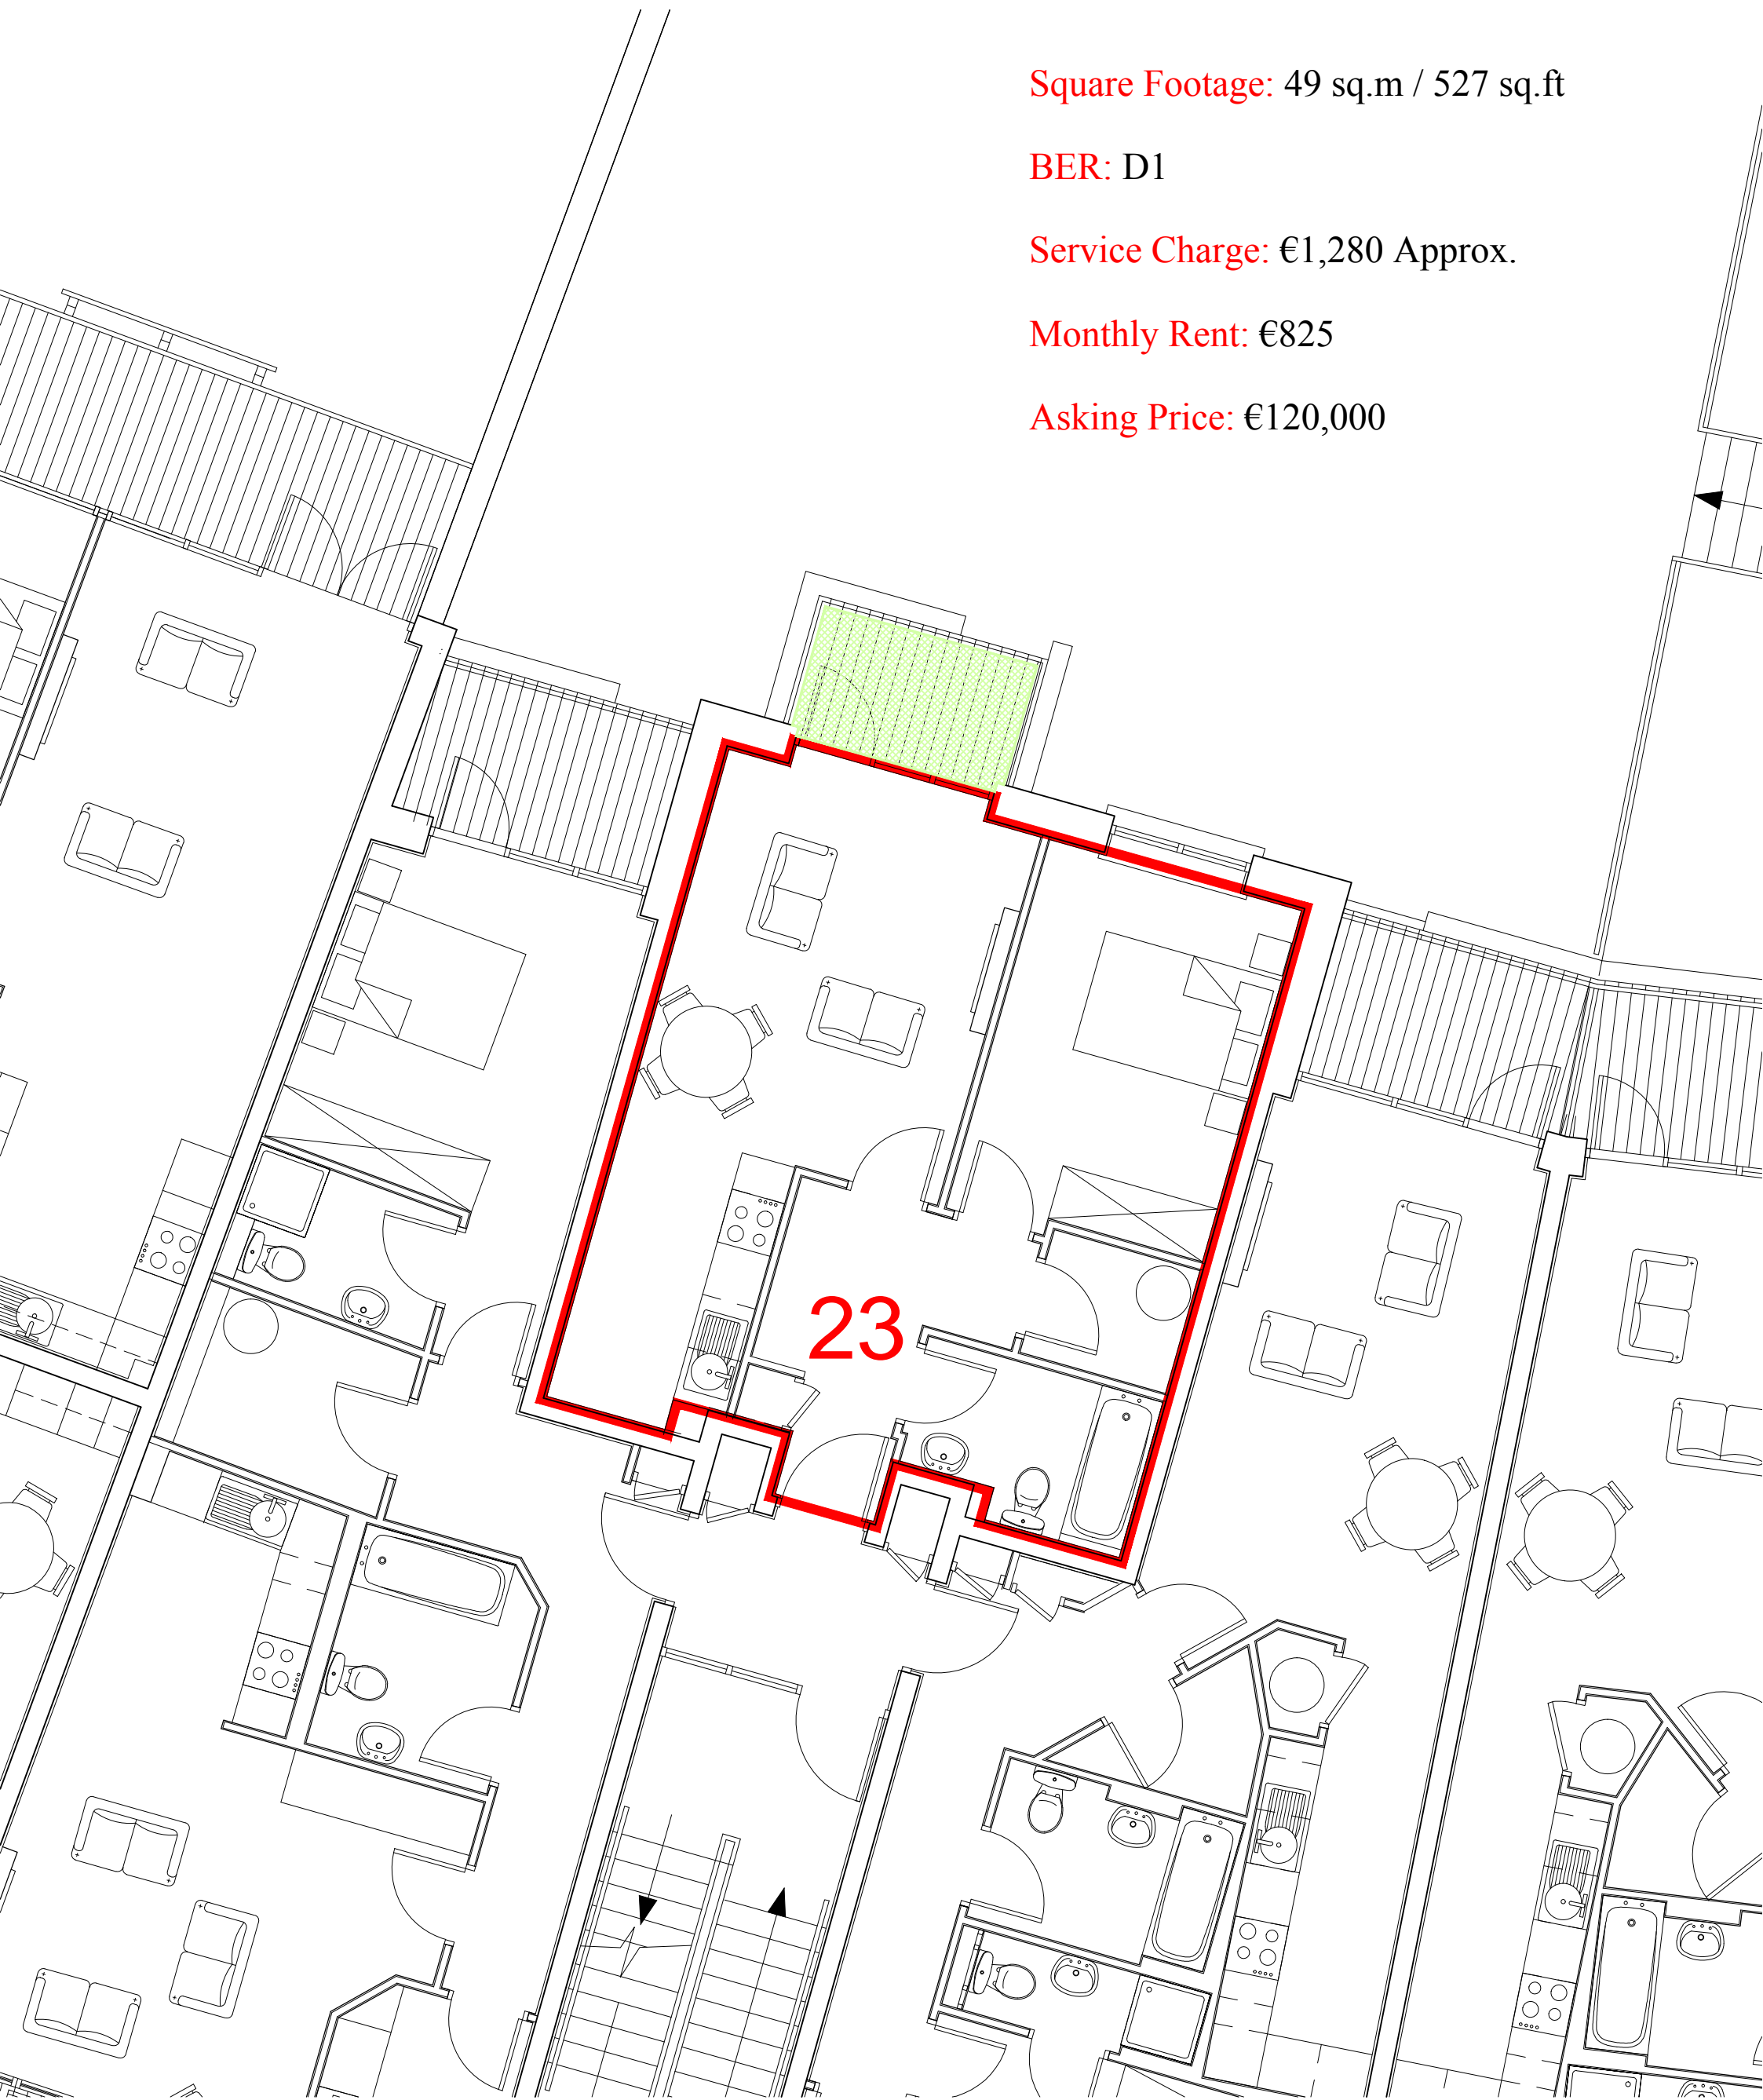 Square Footage: 49 sq.m / 527 sq.ft
BER: D1
Service Charge: €1,280 Approx.
Monthly Rent: €825
Asking Price: €120,000
23